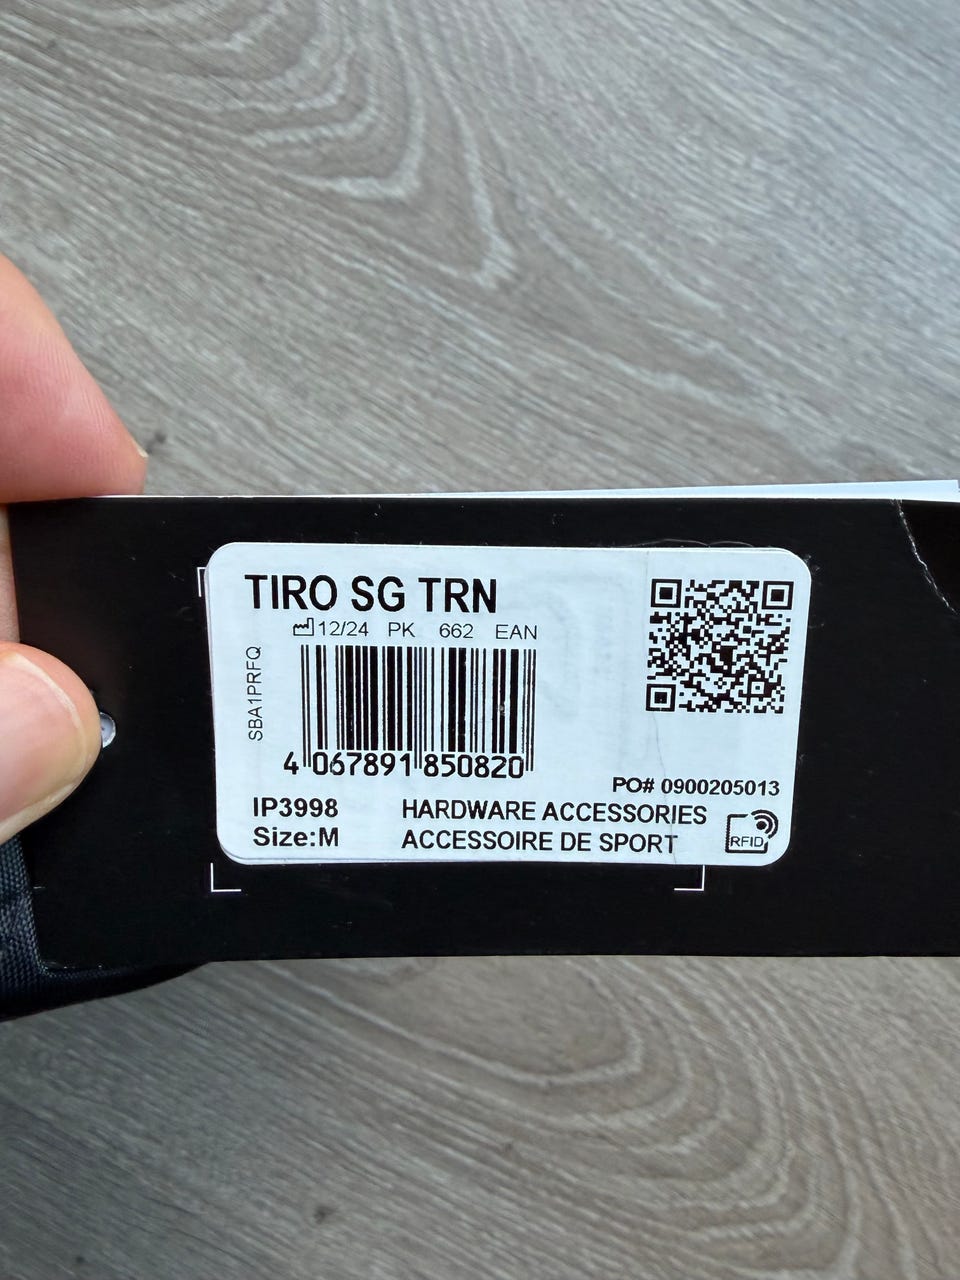 TIRO SG TRN
12/24 PK 662 EAN
SBA1PRFQ
4 067891 850820
PO# 0900205013
IP3998 HARDWARE ACCESSORIES
Size:M ACCESSOIRE DE SPORT
RFID